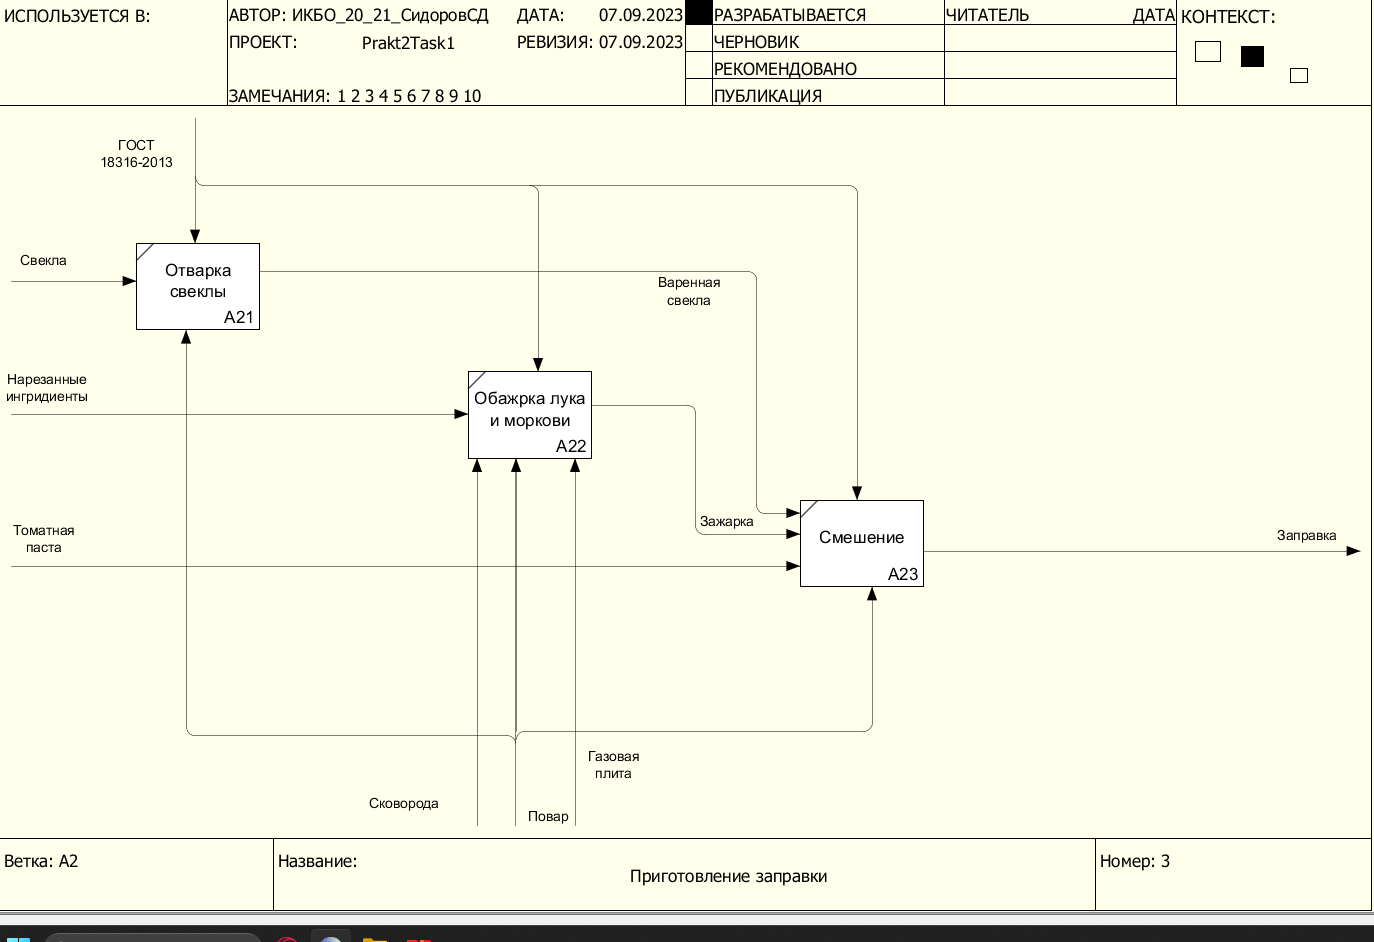 ИСПОЛЬЗУЕТСЯ В:
АВТОР: ИКБО_20_21_СидоровСД
ДАТА: 07.09.2023
РАЗРАБАТЫВАЕТСЯ
ЧИТАТЕЛЬ
ДАТА
КОНТЕКСТ:
ПРОЕКТ: Prakt2Task1
РЕВИЗИЯ: 07.09.2023
ЧЕРНОВИК
РЕКОМЕНДОВАНО
ЗАМЕЧАНИЯ: 1 2 3 4 5 6 7 8 9 10
ПУБЛИКАЦИЯ
ГОСТ
18316-2013
Свекла
Отварка
свеклы
A21
Варенная
свекла
Нарезанные
ингридиенты
Обажрка лука
и моркови
A22
Томатная
паста
Зажарка
Смешение
A23
Заправка
Газовая
плита
Сковорода
Повар
Ветка: A2
Название:
Приготовление заправки
Номер: 3